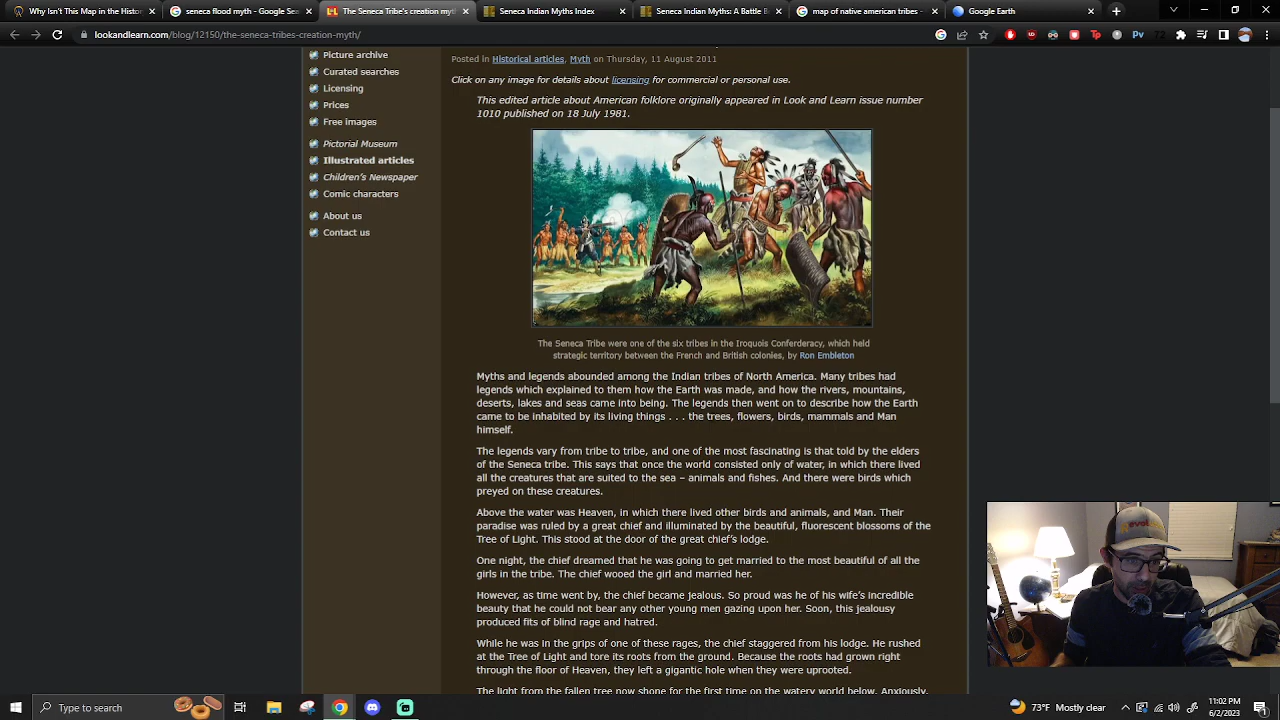 Why Isn't This Map in the Histor
seneca flood myth - Google Se
The Seneca Tribe's creation myt
Seneca Indian Myths Index
Seneca Indian Myths: A Battle B
map of native american tribes -
Google Earth
lookandlearn.com/blog/12150/the-seneca-tribes-creation-myth/
Picture archive
Curated searches
Licensing
Prices
Free images
Pictorial Museum
Illustrated articles
Children's Newspaper
Comic characters
About us
Contact us
Posted in Historical articles, Myth on Thursday, 11 August 2011
Click on any image for details about licensing for commercial or personal use.
This edited article about American folklore originally appeared in Look and Learn issue number
1010 published on 18 July 1981.
The Seneca Tribe were one of the six tribes in the Iroquois Confederacy, which held
strategic territory between the French and British colonies, by Ron Embleton
Myths and legends abounded among the Indian tribes of North America. Many tribes had
legends which explained to them how the Earth was made, and how the rivers, mountains,
deserts, lakes and seas came into being. The legends then went on to describe how the Earth
came to be inhabited by its living things . . . the trees, flowers, birds, mammals and Man
himself.
The legends vary from tribe to tribe, and one of the most fascinating is that told by the elders
of the Seneca tribe. This says that once the world consisted only of water, in which there lived
all the creatures that are suited to the sea – animals and fishes. And there were birds which
preyed on these creatures.
Above the water was Heaven, in which there lived other birds and animals, and Man. Their
paradise was ruled by a great chief and illuminated by the beautiful, fluorescent blossoms of the
Tree of Light. This stood at the door of the great chief's lodge.
One night, the chief dreamed that he was going to get married to the most beautiful of all the
girls in the tribe. The chief wooed the girl and married her.
However, as time went by, the chief became jealous. So proud was he of his wife's incredible
beauty that he could not bear any other young men gazing upon her. Soon, this jealousy
produced fits of blind rage and hatred.
While he was in the grips of one of these rages, the chief staggered from his lodge. He rushed
at the Tree of Light and tore its roots from the ground. Because the roots had grown right
through the floor of Heaven, they left a gigantic hole when they were uprooted.
The light from the fallen tree now shone for the first time on the watery world below. Anxiously,
Type here to search
73°F Mostly clear
11:02 PM
6/2/2023